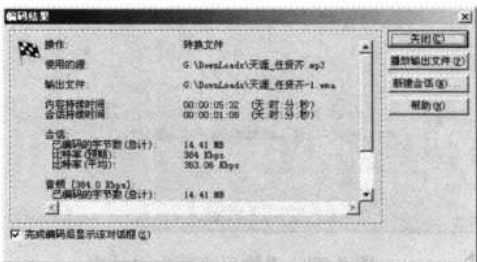 编码结果
操作: 转换文件
使用的源: G:\DownLoads\天涯_任贤齐.mp3
输出文件: G:\DownLoads\天涯_任贤齐-1.wma
内容持续时间 00:00:05:32 (天:时:分:秒)
会话持续时间 00:00:01:09 (天:时:分:秒)
会话
已编码的字节数(总计): 14.41 MB
比特率(预期): 384 Kbps
比特率(平均): 363.06 Kbps
音频 [384.0 Kbps]
已编码的字节数(总计): 14.41 MB
关闭(C)
播放输出文件(P)
新建会话(N)...
帮助(H)
完成编码后显示该对话框(S)